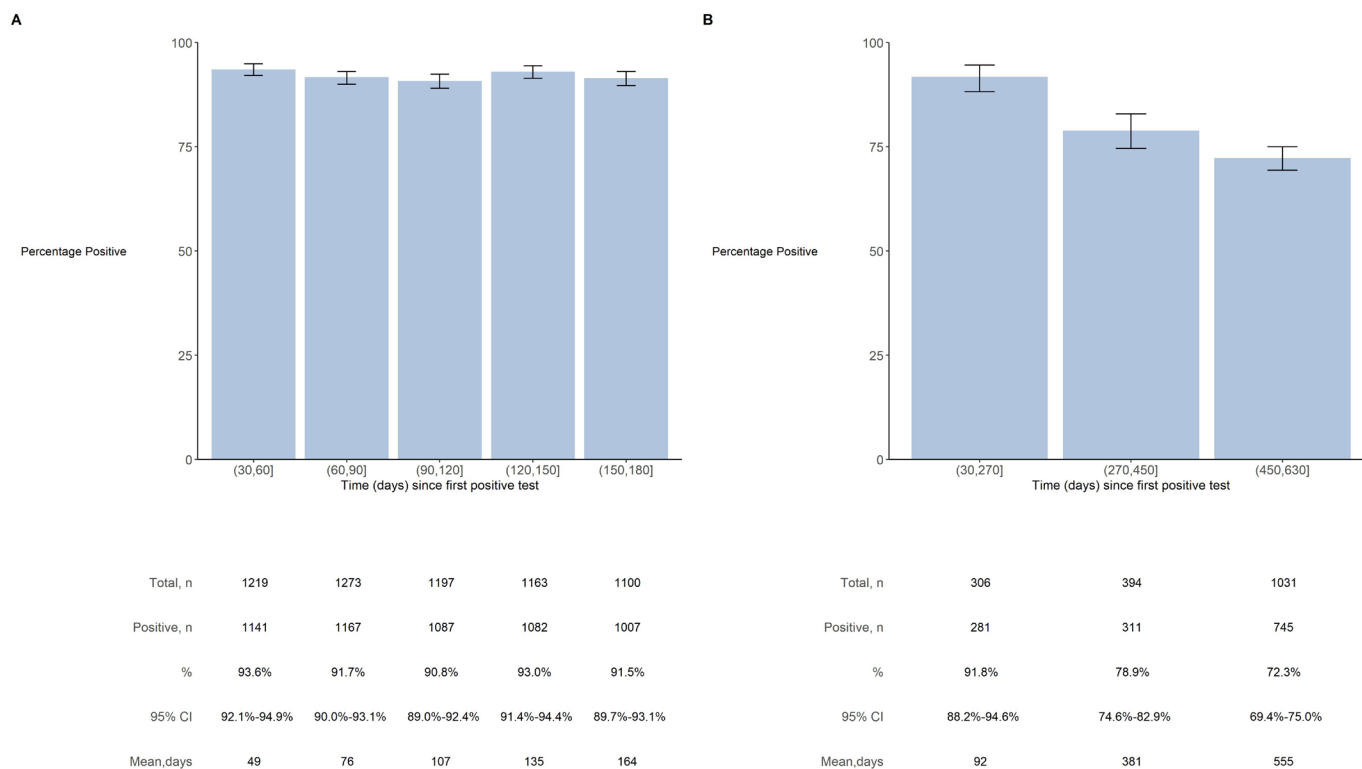 A
100
75
50
25
0
Percentage Positive
(30,60] (60,90] (90,120] (120,150] (150,180]
Time (days) since first positive test
Total, n 1219 1273 1197 1163 1100
Positive, n 1141 1167 1087 1082 1007
% 93.6% 91.7% 90.8% 93.0% 91.5%
95% CI 92.1%-94.9% 90.0%-93.1% 89.0%-92.4% 91.4%-94.4% 89.7%-93.1%
Mean,days 49 76 107 135 164
B
100
75
50
25
0
Percentage Positive
(30,270] (270,450] (450,630]
Time (days) since first positive test
Total, n 306 394 1031
Positive, n 281 311 745
% 91.8% 78.9% 72.3%
95% CI 88.2%-94.6% 74.6%-82.9% 69.4%-75.0%
Mean,days 92 381 555